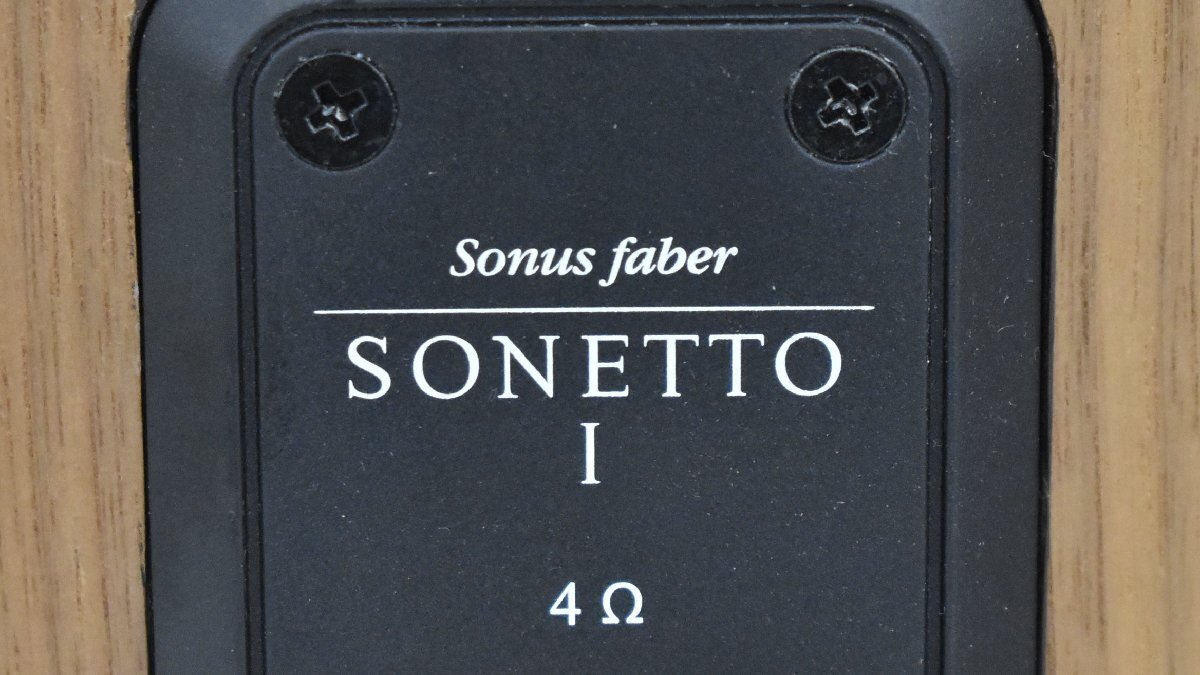 Sonus faber
SONETTO
I
4 Ω